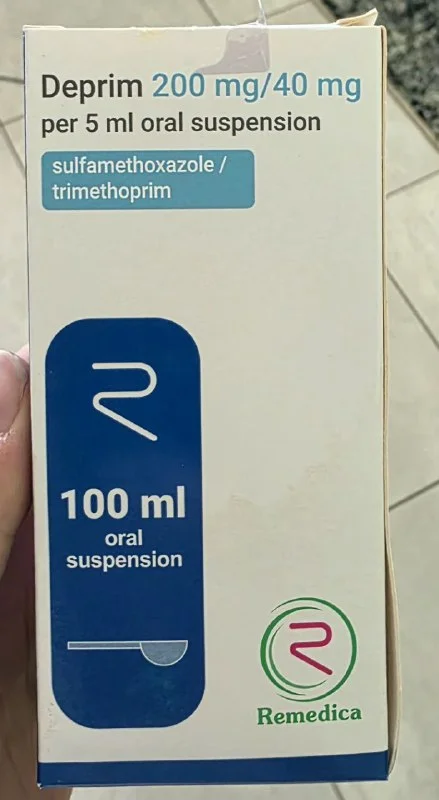 Deprim 200 mg/40 mg
per 5 ml oral suspension
sulfamethoxazole /
trimethoprim
100 ml
oral
suspension
Remedica